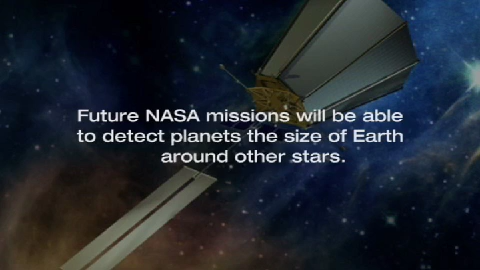 Future NASA missions will be able
to detect planets the size of Earth
around other stars.